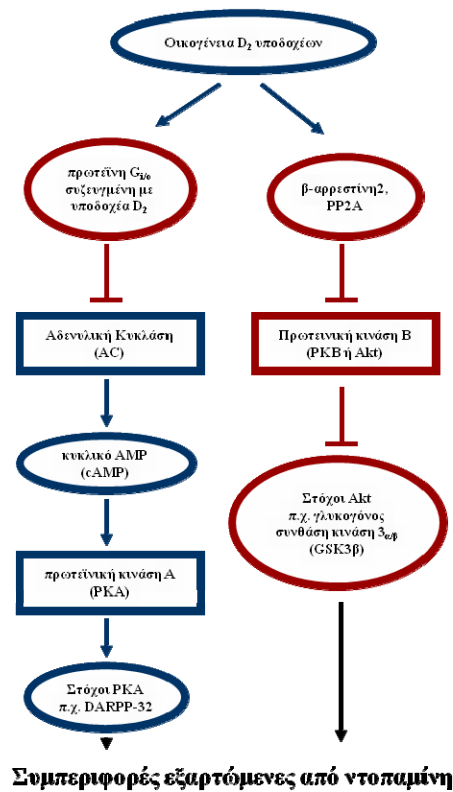 Οικογένεια D₂ υποδοχέων
πρωτεϊνη Gi/o
συζευγμένη με
υποδοχέα D₂
β-αρρεστίνη2,
PP2A
Αδενυλική Κυκλάση
(AC)
Πρωτεινική κινάση Β
(PKB ή Akt)
κυκλικό AMP
(cAMP)
Στόχοι Akt
π.χ. γλυκογόνος
συνθάση κινάση 3α/β
(GSK3β)
πρωτεϊνική κινάση Α
(PKA)
Στόχοι PKA
π.χ. DARPP-32
Συμπεριφορές εξαρτώμενες από ντοπαμίνη